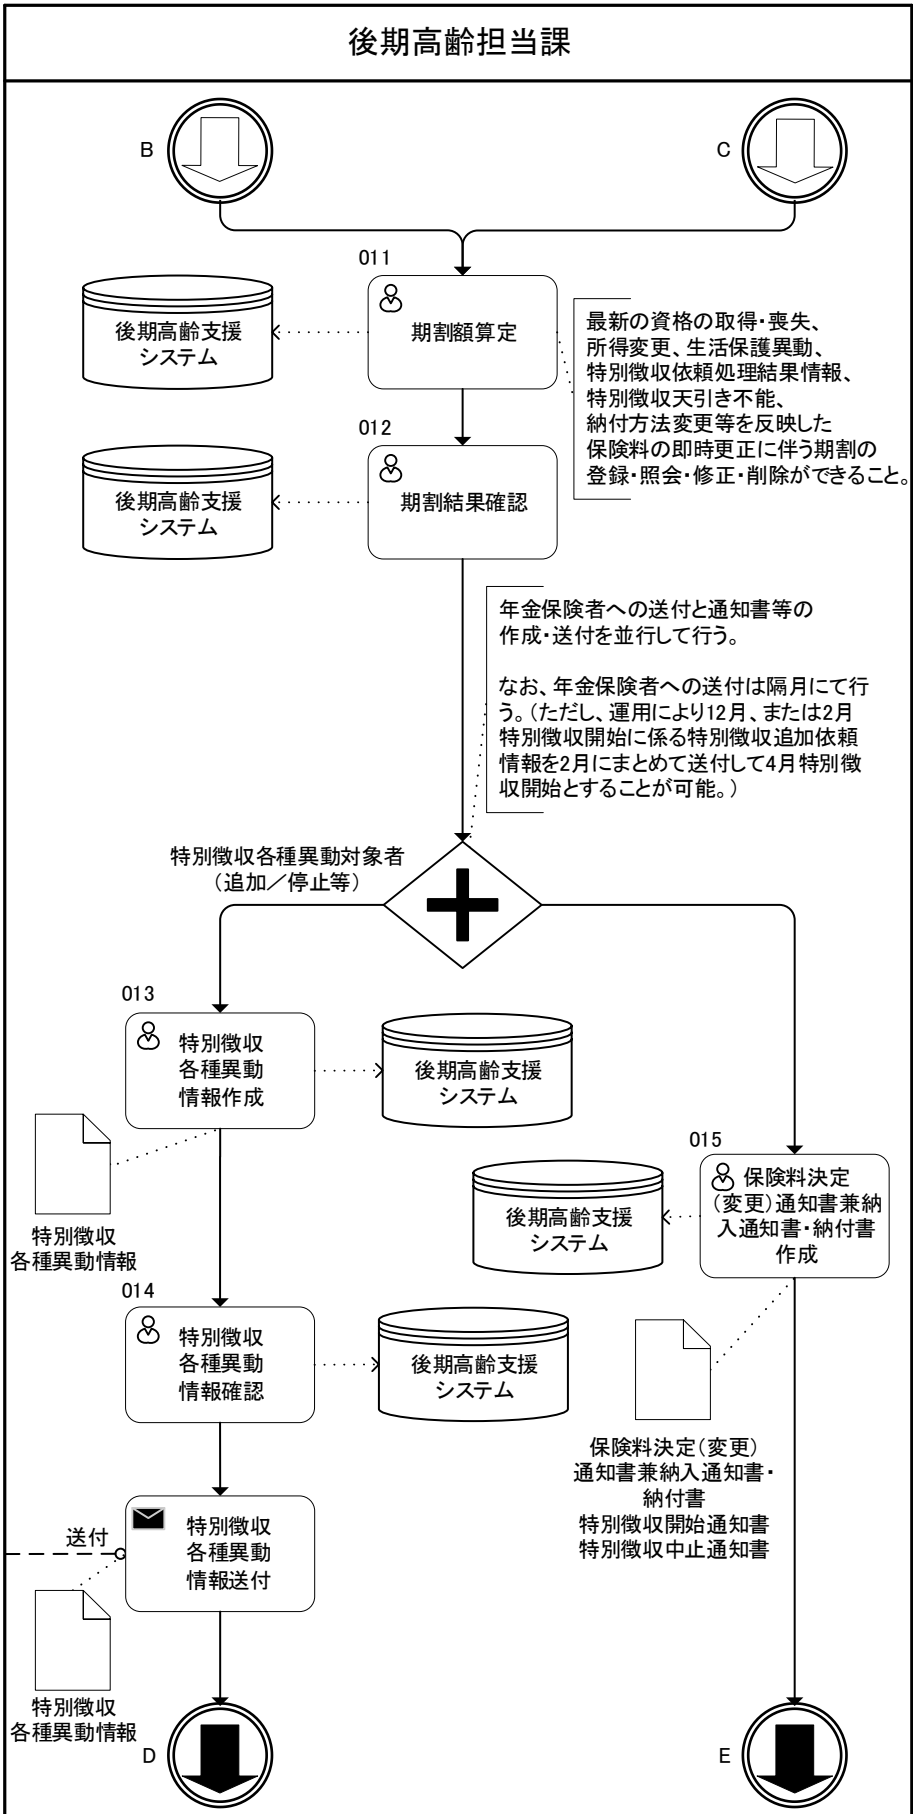 後期高齢担当課
B
C
011
期割額算定
後期高齢支援
システム
最新の資格の取得・喪失、
所得変更、生活保護異動、
特別徴収依頼処理結果情報、
特別徴収天引き不能、
納付方法変更等を反映した
保険料の即時更正に伴う期割の
登録・照会・修正・削除ができること。
012
期割結果確認
後期高齢支援
システム
年金保険者への送付と通知書等の
作成・送付を並行して行う。
なお、年金保険者への送付は隔月にて行
う。（ただし、運用により12月、または2月
特別徴収開始に係る特別徴収追加依頼
情報を2月にまとめて送付して4月特別徴
収開始とすることが可能。）
特別徴収各種異動対象者
（追加／停止等）
013
特別徴収
各種異動
情報作成
後期高齢支援
システム
特別徴収
各種異動情報
015
保険料決定
（変更）通知書兼納
入通知書・納付書
作成
後期高齢支援
システム
014
特別徴収
各種異動
情報確認
後期高齢支援
システム
保険料決定（変更）
通知書兼納入通知書・
納付書
特別徴収開始通知書
特別徴収中止通知書
送付
特別徴収
各種異動
情報送付
特別徴収
各種異動情報
D
E